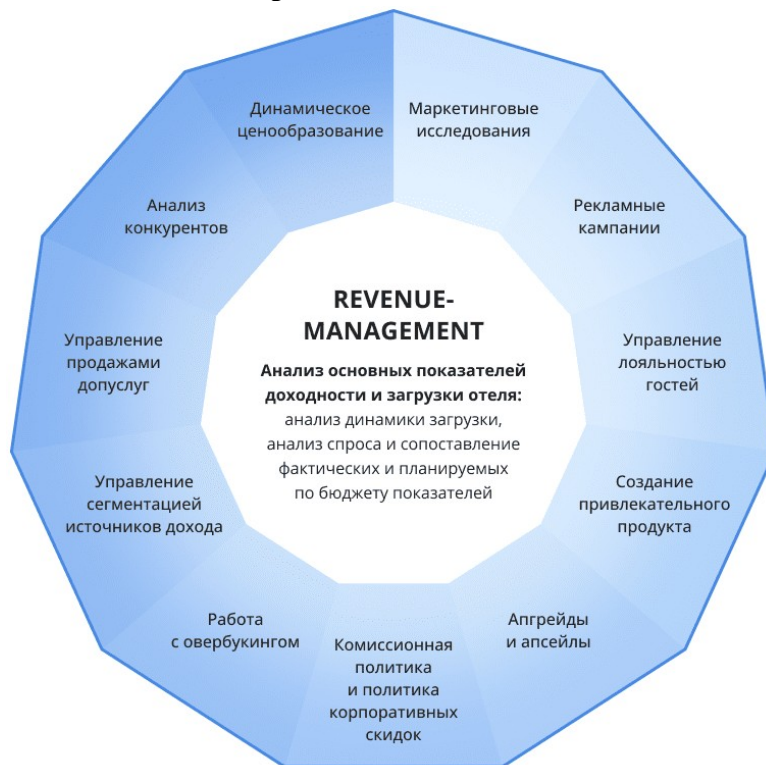 Динамическое
ценообразование
Маркетинговые
исследования
Анализ
конкурентов
Рекламные
кампании
REVENUE-
MANAGEMENT
Анализ основных показателей
доходности и загрузки отеля:
анализ динамики загрузки,
анализ спроса и сопоставление
фактических и планируемых
по бюджету показателей
Управление
продажами
допуслуг
Управление
лояльностью
гостей
Управление
сегментацией
источников дохода
Создание
привлекательного
продукта
Работа
с овербукингом
Комиссионная
политика
и политика
корпоративных
скидок
Апгрейды
и апсейлы